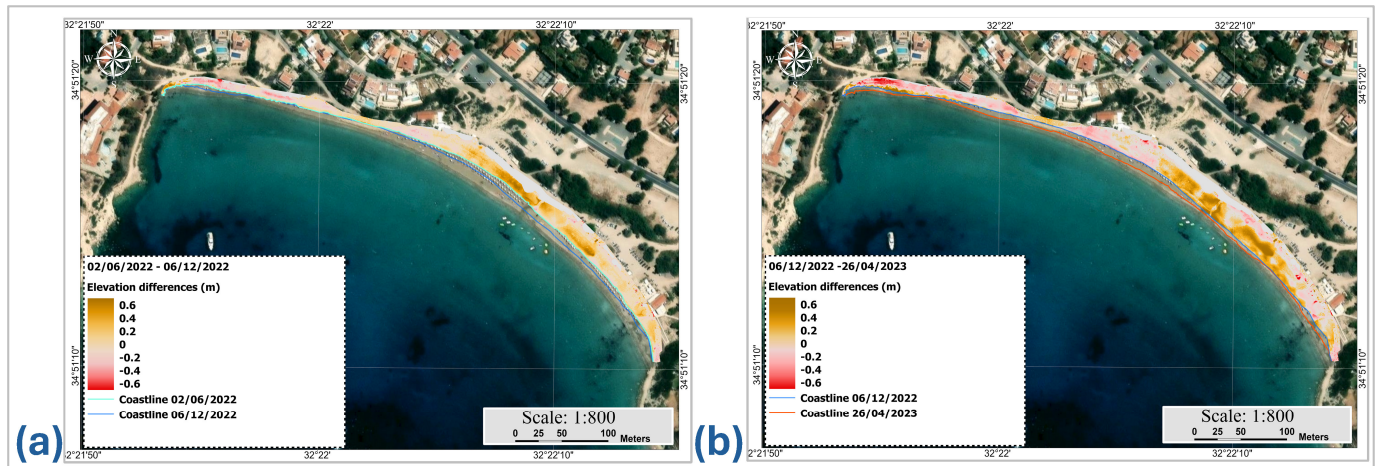 32°21'50" 32°22' 32°22'10"
N
W E
S
34°51'20" 34°51'20"
02/06/2022 - 06/12/2022
Elevation differences (m)
0.6
0.4
0.2
0
-0.2
-0.4
-0.6
Coastline 02/06/2022
Coastline 06/12/2022
34°51'10" 34°51'10"
Scale: 1:800
0 25 50 100 Meters
(a)
32°21'50" 32°22' 32°22'10"
32°21'50" 32°22' 32°22'10"
N
W E
S
34°51'20" 34°51'20"
06/12/2022 -26/04/2023
Elevation differences (m)
0.6
0.4
0.2
0
-0.2
-0.4
-0.6
Coastline 06/12/2022
Coastline 26/04/2023
34°51'10" 34°51'10"
Scale: 1:800
0 25 50 100 Meters
(b)
32°21'50" 32°22' 32°22'10"